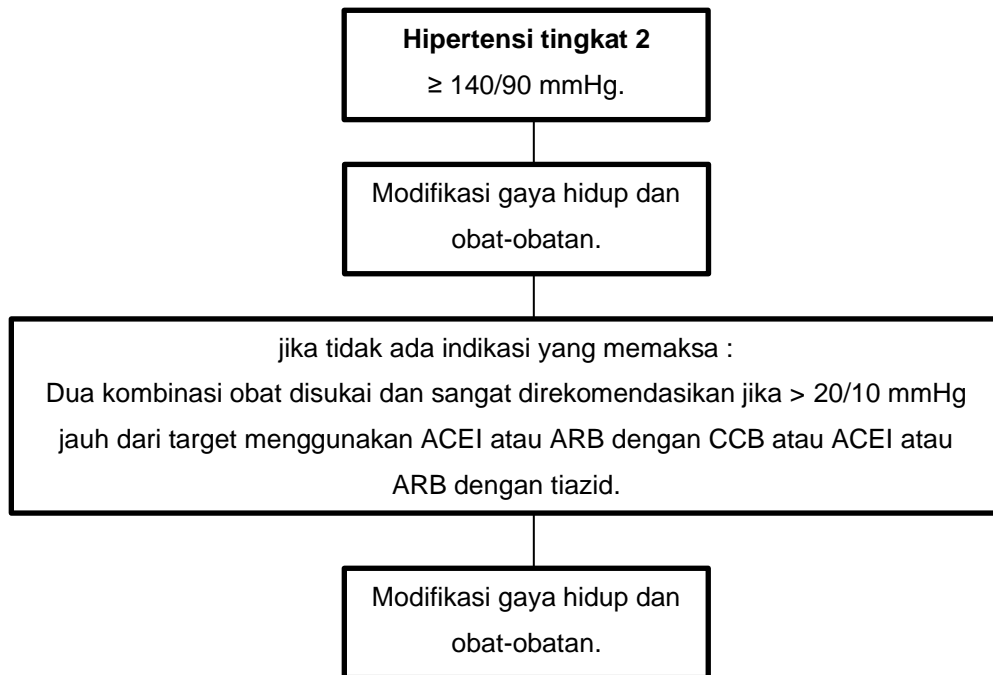 Hipertensi tingkat 2
≥ 140/90 mmHg.
Modifikasi gaya hidup dan
obat-obatan.
jika tidak ada indikasi yang memaksa :
Dua kombinasi obat disukai dan sangat direkomendasikan jika > 20/10 mmHg
jauh dari target menggunakan ACEI atau ARB dengan CCB atau ACEI atau
ARB dengan tiazid.
Modifikasi gaya hidup dan
obat-obatan.